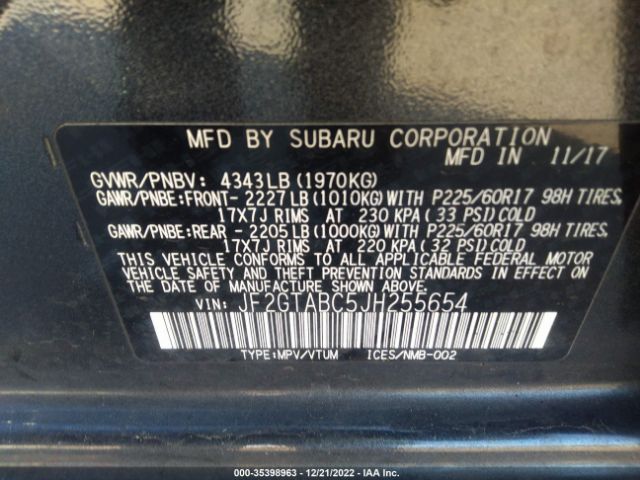 MFD BY SUBARU CORPORATION
MFD IN 11/17
GVWR/PNBV: 4343LB (1970KG)
GAWR/PNBE:FRONT- 2227 LB (1010KG) WITH P225/60R17 98H TIRES,
17X7J RIMS AT 230 KPA( 33 PSI) COLD
GAWR/PNBE:REAR - 2205 LB (1000KG) WITH P225/60R17 98H TIRES,
17X7J RIMS AT 220 KPA( 32 PSI) COLD
THIS VEHICLE CONFORMS TO ALL APPLICABLE FEDERAL MOTOR
VEHICLE SAFETY AND THEFT PREVENTION STANDARDS IN EFFECT ON
THE DATE OF MANUFACTURE SHOWN ABOVE.
VIN: JF2GTABC5JH255654
TYPE:MPV/VTUM ICES/NMB-002
000-35398963 - 12/21/2022 - IAA Inc.